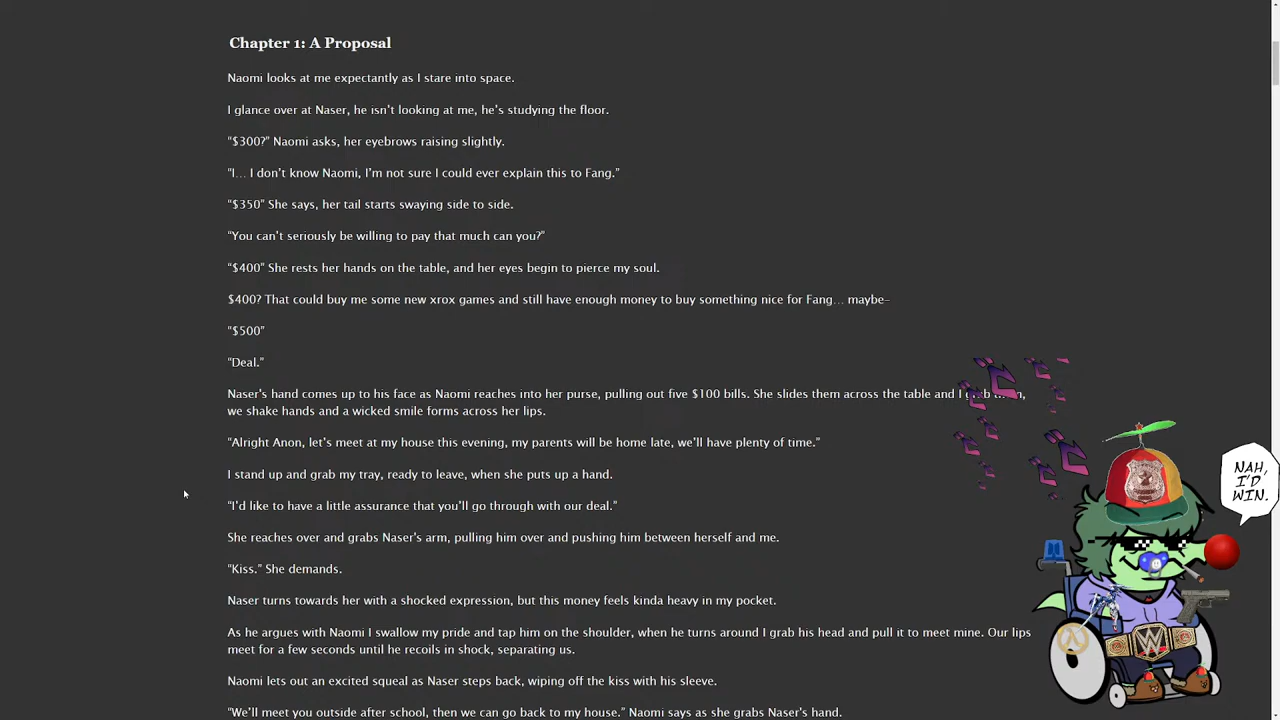 Chapter 1: A Proposal
Naomi looks at me expectantly as I stare into space.
I glance over at Naser, he isn't looking at me, he's studying the floor.
"$300?" Naomi asks, her eyebrows raising slightly.
"I… I don't know Naomi, I'm not sure I could ever explain this to Fang."
"$350" She says, her tail starts swaying side to side.
"You can't seriously be willing to pay that much can you?"
"$400" She rests her hands on the table, and her eyes begin to pierce my soul.
$400? That could buy me some new xrox games and still have enough money to buy something nice for Fang… maybe–
"$500"
"Deal."
Naser's hand comes up to his face as Naomi reaches into her purse, pulling out five $100 bills. She slides them across the table and I
we shake hands and a wicked smile forms across her lips.
"Alright Anon, let's meet at my house this evening, my parents will be home late, we'll have plenty of time."
I stand up and grab my tray, ready to leave, when she puts up a hand.
"I'd like to have a little assurance that you'll go through with our deal."
She reaches over and grabs Naser's arm, pulling him over and pushing him between herself and me.
"Kiss." She demands.
Naser turns towards her with a shocked expression, but this money feels kinda heavy in my pocket.
As he argues with Naomi I swallow my pride and tap him on the shoulder, when he turns around I grab his head and pull it to meet mine. Our lips
meet for a few seconds until he recoils in shock, separating us.
Naomi lets out an excited squeal as Naser steps back, wiping off the kiss with his sleeve.
"We'll meet you outside after school, then we can go back to my house." Naomi says as she grabs Naser's hand.
NAH,
I'D
WIN.
W